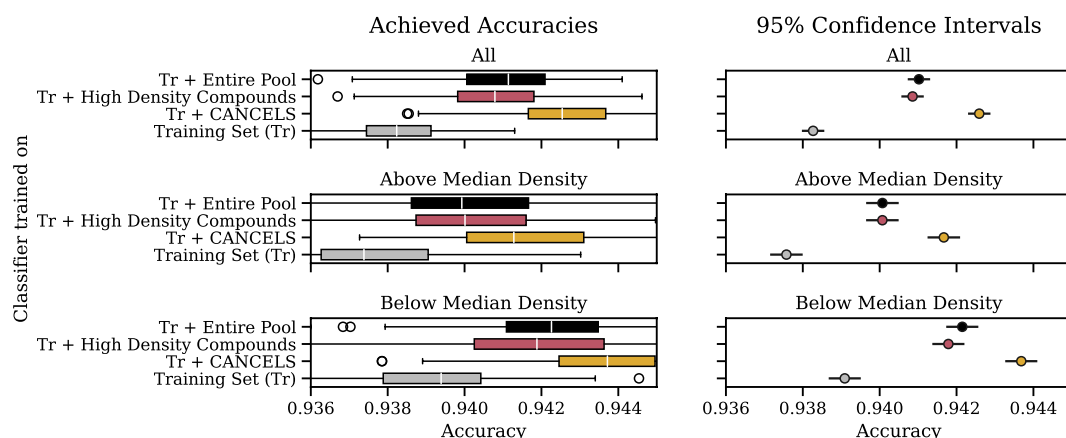 Achieved Accuracies
95% Confidence Intervals
All
All
Tr + Entire Pool
Tr + High Density Compounds
Tr + CANCELS
Training Set (Tr)
Above Median Density
Above Median Density
Tr + Entire Pool
Tr + High Density Compounds
Tr + CANCELS
Training Set (Tr)
Classifier trained on
Below Median Density
Below Median Density
Tr + Entire Pool
Tr + High Density Compounds
Tr + CANCELS
Training Set (Tr)
0.936 0.938 0.940 0.942 0.944
0.936 0.938 0.940 0.942 0.944
Accuracy
Accuracy